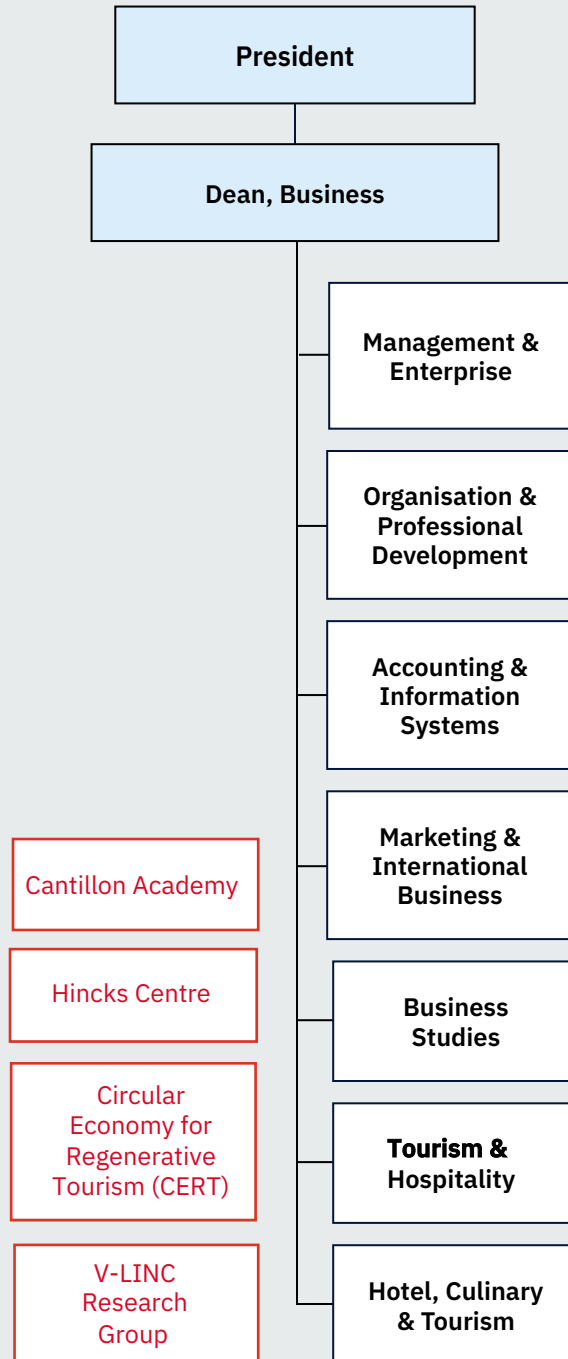 President
Dean, Business
Management &
Enterprise
Organisation &
Professional
Development
Accounting &
Information
Systems
Marketing &
International
Business
Business
Studies
Tourism &
Hospitality
Hotel, Culinary
& Tourism
Cantillon Academy
Hincks Centre
Circular
Economy for
Regenerative
Tourism (CERT)
V-LINC
Research
Group